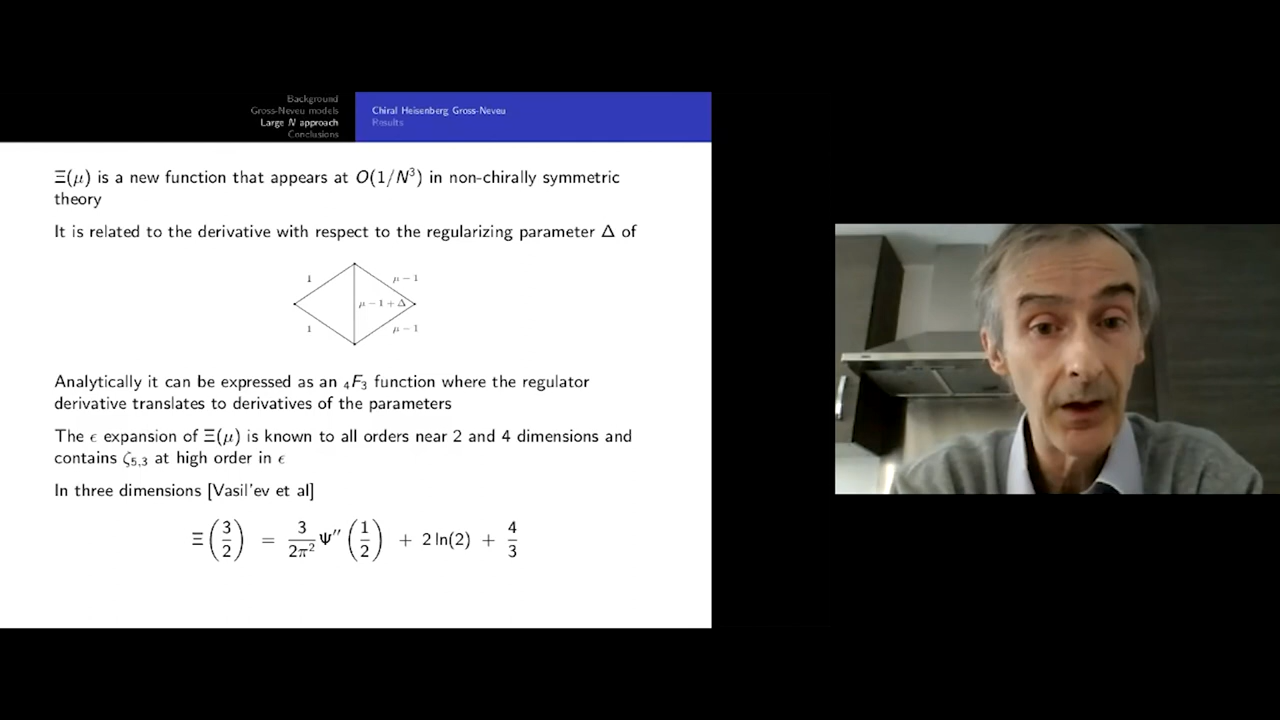 Background
Gross-Neveu models
Large N approach
Conclusions
Chiral Heisenberg Gross-Neveu
Results
Ξ(μ) is a new function that appears at O(1/N³) in non-chirally symmetric
theory
It is related to the derivative with respect to the regularizing parameter Δ of
1 μ − 1
μ − 1 + Δ
1 μ − 1
Analytically it can be expressed as an ₄F₃ function where the regulator
derivative translates to derivatives of the parameters
The ϵ expansion of Ξ(μ) is known to all orders near 2 and 4 dimensions and
contains ζ₅,₃ at high order in ϵ
In three dimensions [Vasil'ev et al]
Ξ(3/2) = 3/2π² Ψ′′(1/2) + 2 ln(2) + 4/3